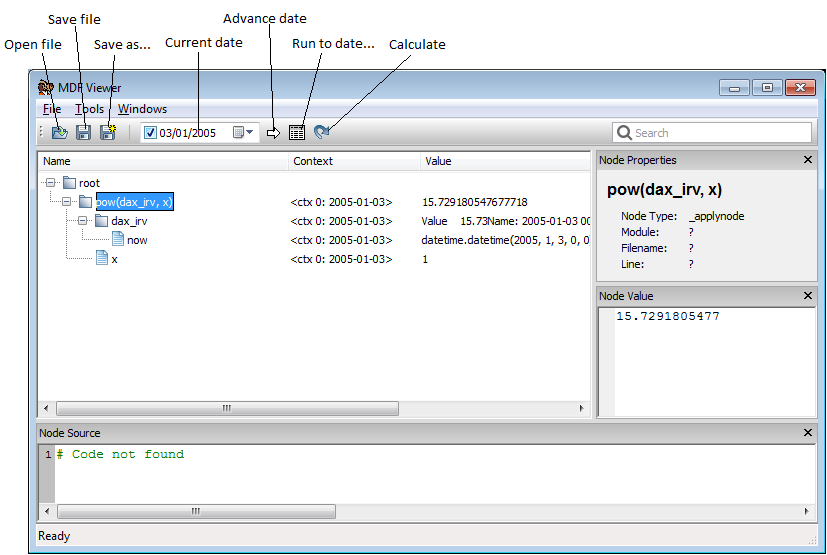 Save file
Advance date
Open file
Save as...
Current date
Run to date...
Calculate
MDF Viewer
File Tools Windows
03/01/2005
Search
Name Context Value
root
pow(dax_irv, x) <ctx 0: 2005-01-03> 15.729180547677718
dax_irv <ctx 0: 2005-01-03> Value 15.73Name: 2005-01-03 00
now <ctx 0: 2005-01-03> datetime.datetime(2005, 1, 3, 0, 0
x <ctx 0: 2005-01-03> 1
Node Properties
pow(dax_irv, x)
Node Type: _applynode
Module: ?
Filename: ?
Line: ?
Node Value
15.7291805477
Node Source
1 # Code not found
Ready